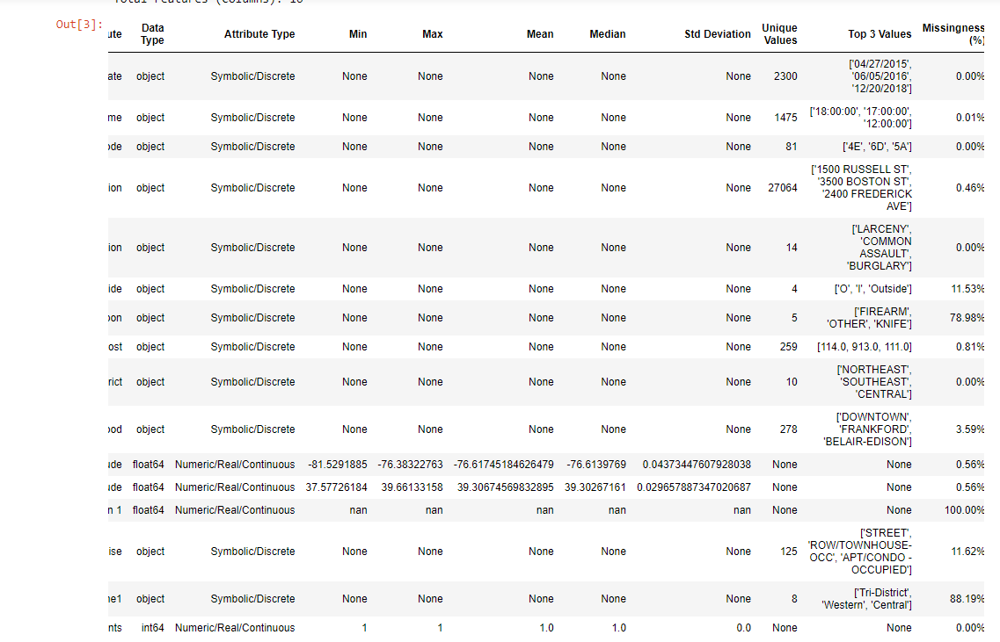 Total Features (Columns): 16
Out[3]:
ute Data Type Attribute Type Min Max Mean Median Std Deviation Unique Values Top 3 Values Missingness (%)
ate object Symbolic/Discrete None None None None None 2300 ['04/27/2015', '06/05/2016', '12/20/2018'] 0.00%
me object Symbolic/Discrete None None None None None 1475 ['18:00:00', '17:00:00', '12:00:00'] 0.01%
ode object Symbolic/Discrete None None None None None 81 ['4E', '6D', '5A'] 0.00%
ion object Symbolic/Discrete None None None None None 27064 ['1500 RUSSELL ST', '3500 BOSTON ST', '2400 FREDERICK AVE'] 0.46%
ion object Symbolic/Discrete None None None None None 14 ['LARCENY', 'COMMON ASSAULT', 'BURGLARY'] 0.00%
ide object Symbolic/Discrete None None None None None 4 ['O', 'I', 'Outside'] 11.53%
pon object Symbolic/Discrete None None None None None 5 ['FIREARM', 'OTHER', 'KNIFE'] 78.98%
ost object Symbolic/Discrete None None None None None 259 [114.0, 913.0, 111.0] 0.81%
rict object Symbolic/Discrete None None None None None 10 ['NORTHEAST', 'SOUTHEAST', 'CENTRAL'] 0.00%
ood object Symbolic/Discrete None None None None None 278 ['DOWNTOWN', 'FRANKFORD', 'BELAIR-EDISON'] 3.59%
ude float64 Numeric/Real/Continuous -81.5291885 -76.38322763 -76.61745184626479 -76.6139769 0.04373447607928038 None None 0.56%
ude float64 Numeric/Real/Continuous 37.57726184 39.66133158 39.30674569832895 39.30267161 0.029657887347020687 None None 0.56%
n 1 float64 Numeric/Real/Continuous nan nan nan nan nan None None 100.00%
ise object Symbolic/Discrete None None None None None 125 ['STREET', 'ROW/TOWNHOUSE-OCC', 'APT/CONDO - OCCUPIED'] 11.62%
ne1 object Symbolic/Discrete None None None None None 8 ['Tri-District', 'Western', 'Central'] 88.19%
nts int64 Numeric/Real/Continuous 1 1 1.0 1.0 0.0 None None 0.00%